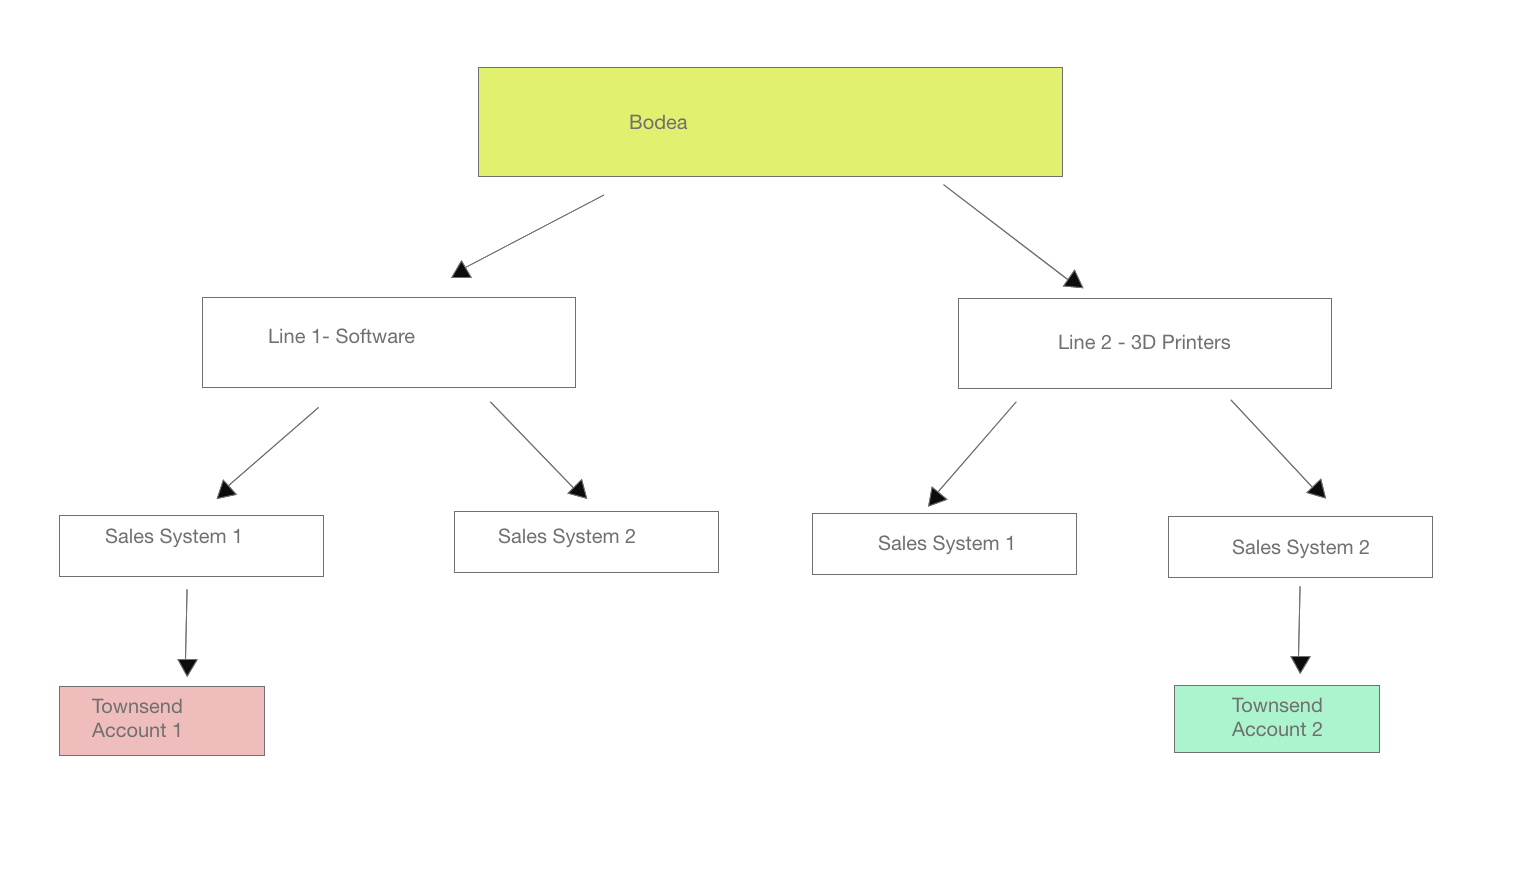 Bodea
Line 1- Software
Line 2 - 3D Printers
Sales System 1
Sales System 2
Sales System 1
Sales System 2
Townsend
Account 1
Townsend
Account 2